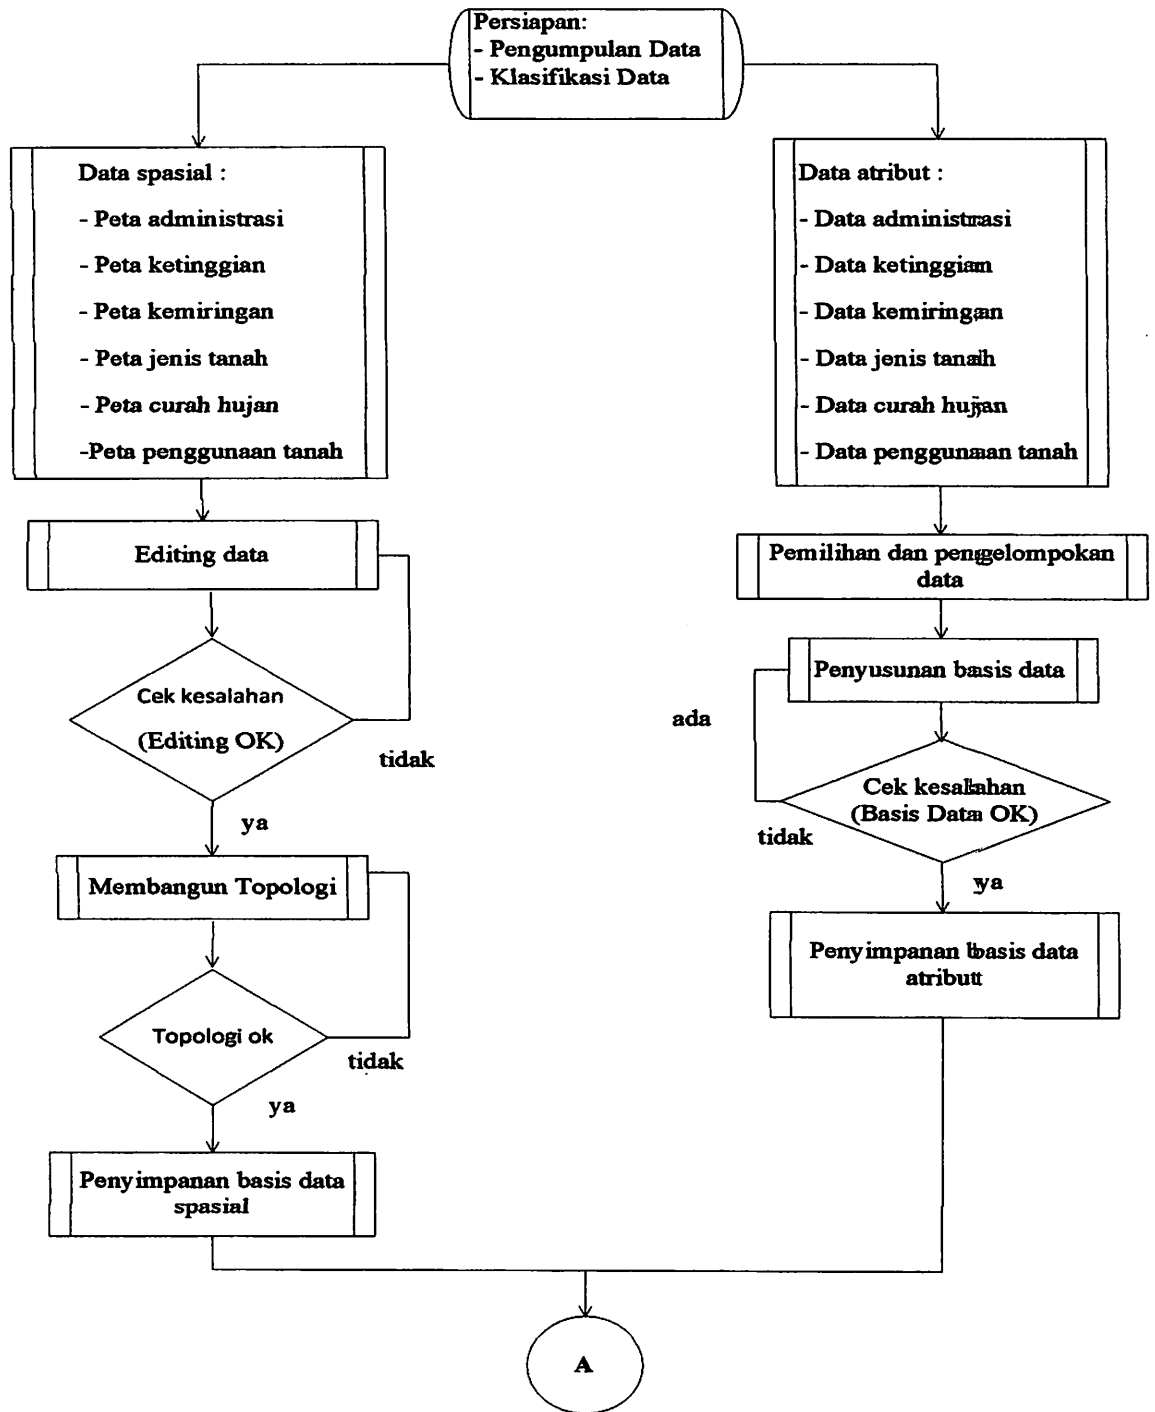 Persiapan:
- Pengumpulan Data
- Klasifikasi Data
Data spasial :
- Peta administrasi
- Peta ketinggian
- Peta kemiringan
- Peta jenis tanah
- Peta curah hujan
-Peta penggunaan tanah
Editing data
Cek kesalahan
(Editing OK)
tidak
ya
Membangun Topologi
Topologi ok
tidak
ya
Penyimpanan basis data
spasial
Data atribut :
- Data administrasi
- Data ketinggian
- Data kemiringan
- Data jenis tanah
- Data curah hujan
- Data penggunaan tanah
Pemilihan dan penggelompokan
data
Penyusunan basis data
ada
Cek kesalahan
(Basis Data OK)
tidak
ya
Penyimpanan basis data
atribut
A